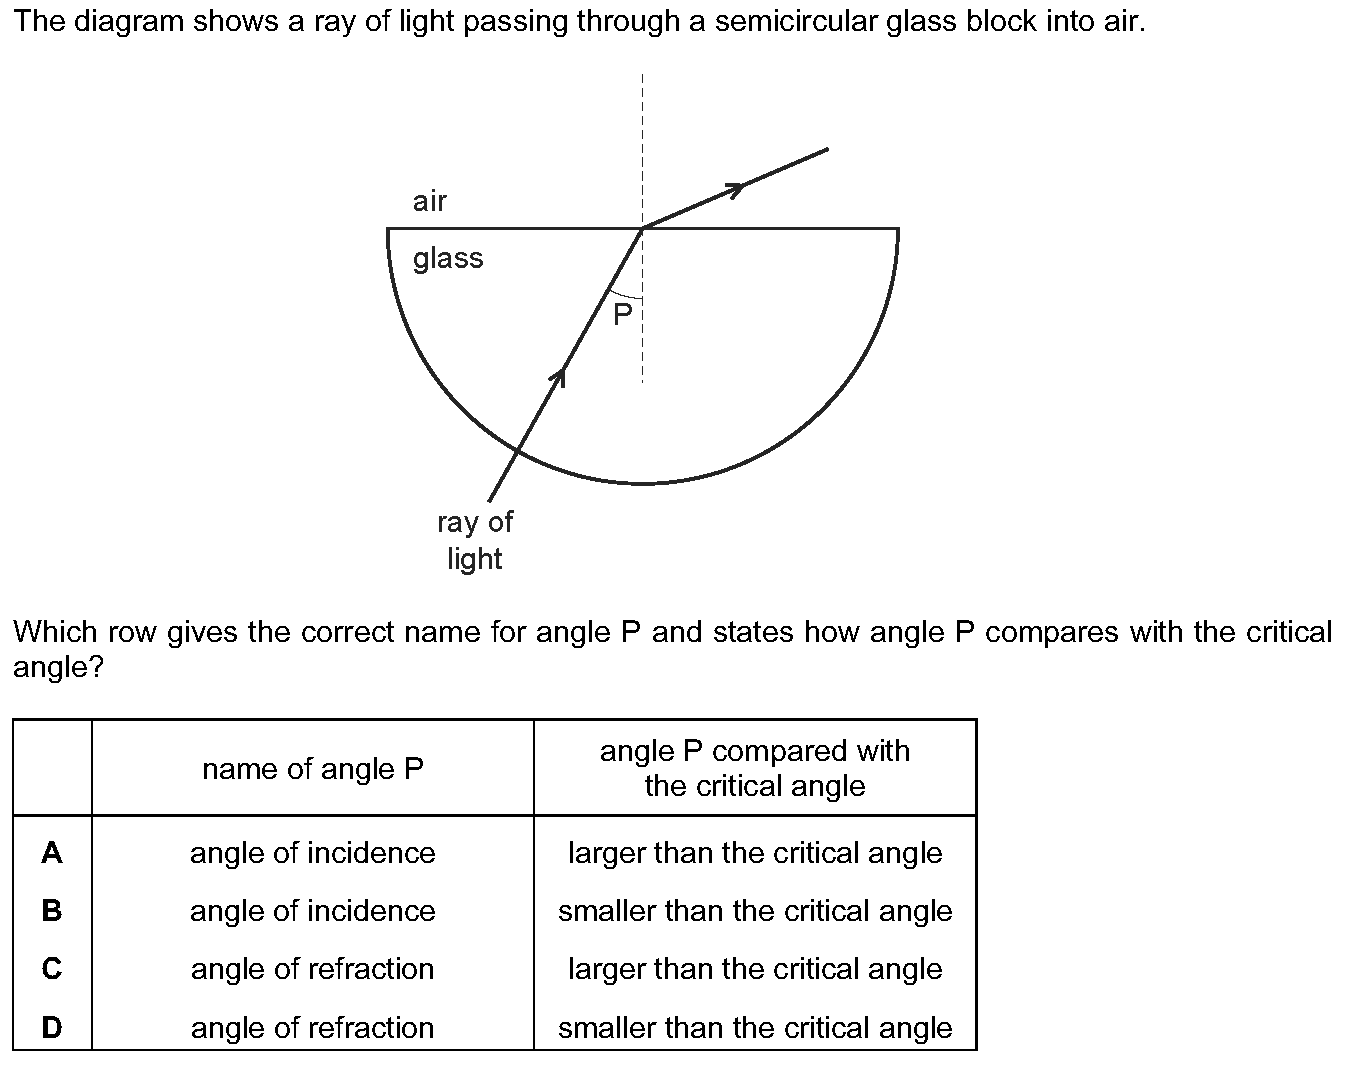 The diagram shows a ray of light passing through a semicircular glass block into air.
air
glass
P
ray of
light
Which row gives the correct name for angle P and states how angle P compares with the critical
angle?
name of angle P
angle P compared with
the critical angle
A angle of incidence larger than the critical angle
B angle of incidence smaller than the critical angle
C angle of refraction larger than the critical angle
D angle of refraction smaller than the critical angle